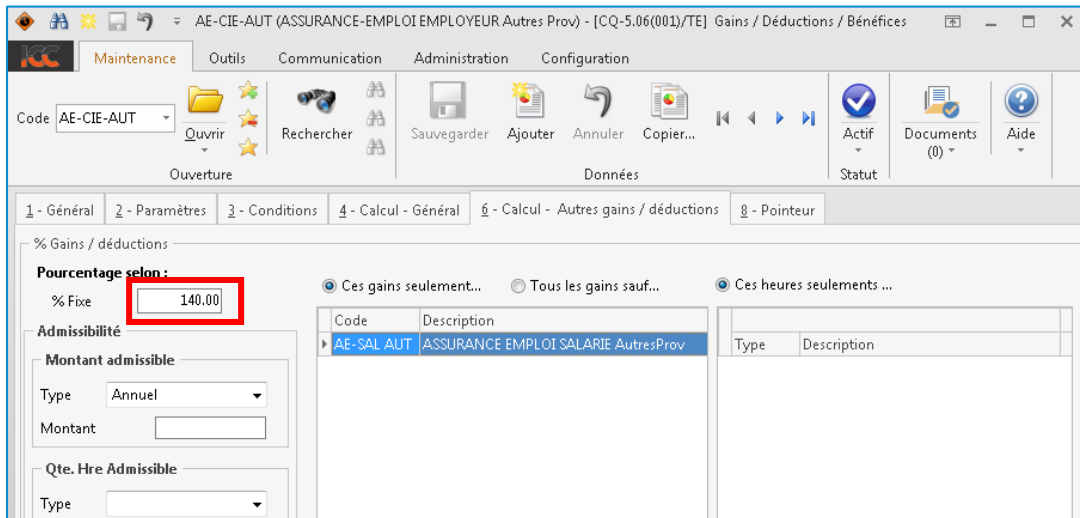 AE-CIE-AUT (ASSURANCE-EMPLOI EMPLOYEUR Autres Prov) - [CQ-5.06(001)/TE] Gains / Déductions / Bénéfices
ICC Maintenance Outils Communication Administration Configuration
Code AE-CIE-AUT
Ouvrir
Rechercher
Sauvegarder Ajouter Annuler Copier...
Actif
Documents
(0)
Aide
Ouverture Données Statut
1 - Général 2 - Paramètres 3 - Conditions 4 - Calcul - Général 6 - Calcul - Autres gains / déductions 8 - Pointeur
% Gains / déductions
Pourcentage selon :
% Fixe 140.00
Ces gains seulement... Tous les gains sauf... Ces heures seulements ...
Code Description
AE-SAL AUT ASSURANCE EMPLOI SALARIE AutresProv
Type Description
Admissibilité
Montant admissible
Type Annuel
Montant
Qte. Hre Admissible
Type